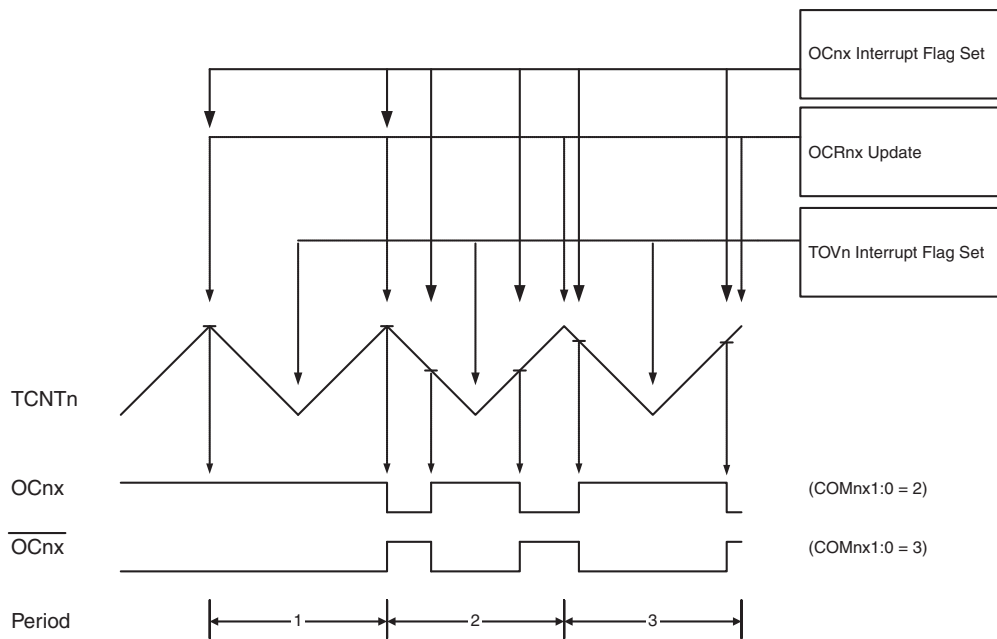 OCnx Interrupt Flag Set
OCRnx Update
TOVn Interrupt Flag Set
TCNTn
OCnx
(COMnx1:0 = 2)
OCnx
(COMnx1:0 = 3)
Period
1
2
3